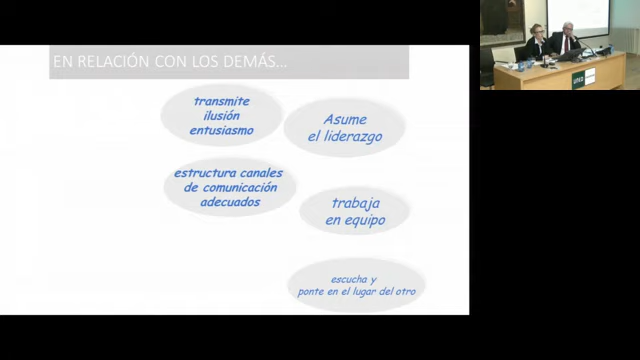 EN RELACIÓN CON LOS DEMÁS...
transmite
ilusión
entusiasmo
Asume
el liderazgo
estructura canales
de comunicación
adecuados
trabaja
en equipo
escucha y
ponte en el lugar del otro
UNED